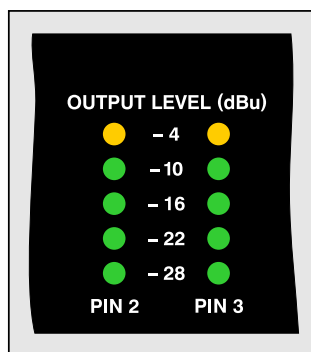 OUTPUT LEVEL (dBu)
– 4
– 10
– 16
– 22
– 28
PIN 2 PIN 3